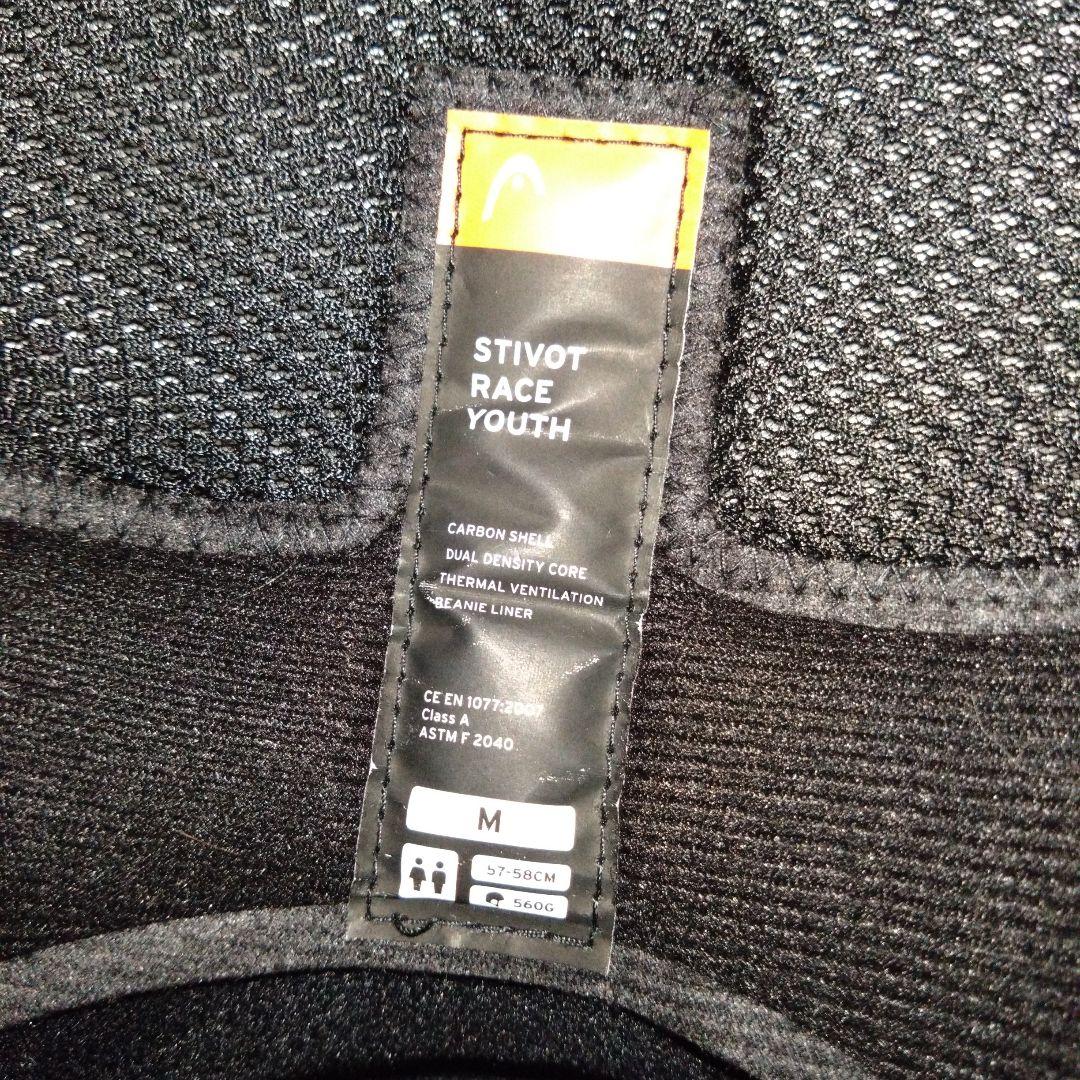 STIVOT
RACE
YOUTH
CARBON SHELL
DUAL DENSITY CORE
THERMAL VENTILATION
BEANIE LINER
CE EN 1077:2007
Class A
ASTM F 2040
M
57-58CM
560G